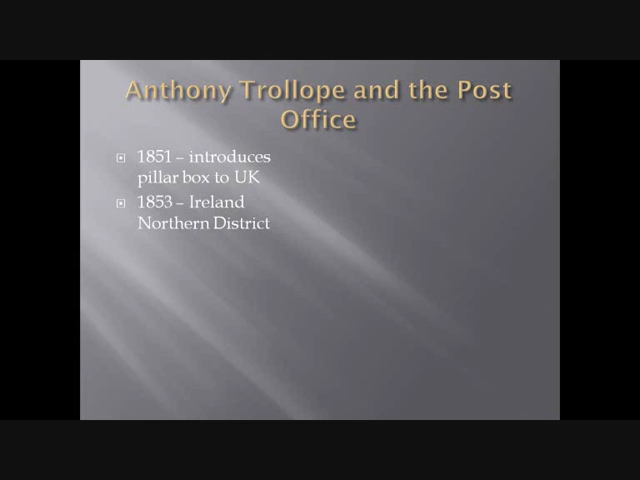 Anthony Trollope and the Post
Office
1851 – introduces
pillar box to UK
1853 – Ireland
Northern District